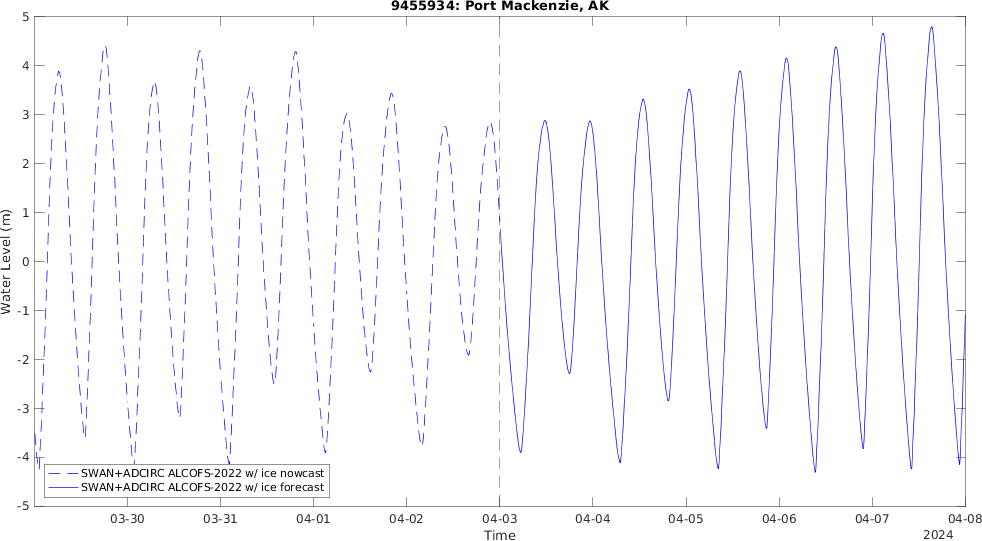 9455934: Port Mackenzie, AK
5
4
3
2
1
0
-1
-2
-3
-4
-5
Water Level (m)
SWAN+ADCIRC ALCOFS-2022 w/ ice nowcast
SWAN+ADCIRC ALCOFS-2022 w/ ice forecast
03-30 03-31 04-01 04-02 04-03 04-04 04-05 04-06 04-07 04-08
Time
2024